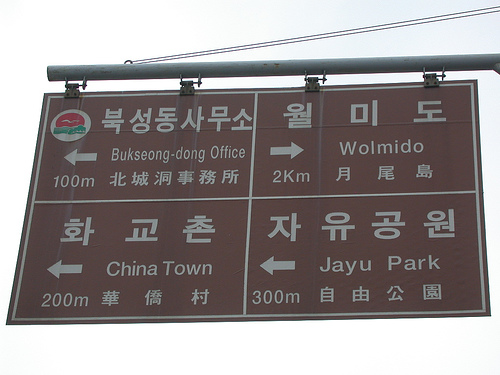 북성동사무소
Bukseong-dong Office
100m 北城洞事務所
월미도
Wolmido
2Km 月尾島
화교촌
China Town
200m 華僑村
자유공원
Jayu Park
300m 自由公園